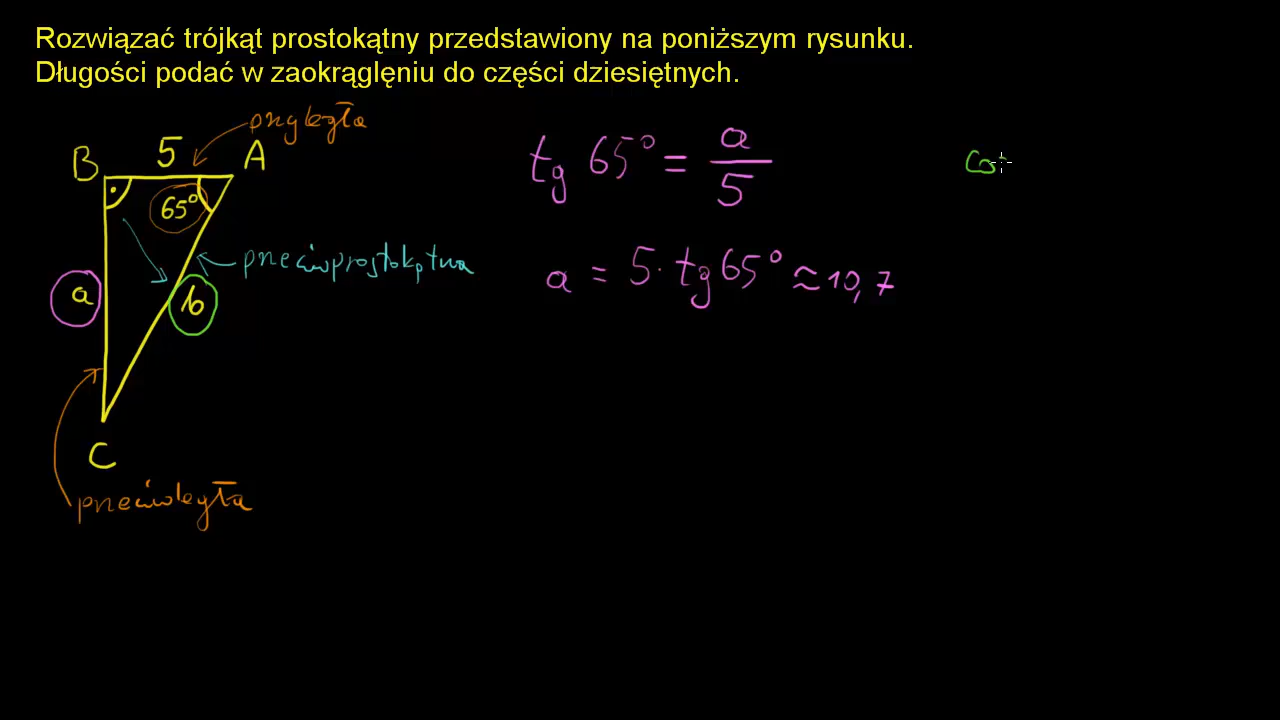 Rozwiązać trójkąt prostokątny przedstawiony na poniższym rysunku.
Długości podać w zaokrągleniu do części dziesiętnych.
przyległa
B 5 A
65°
tg 65° = a/5
cos
przeciwprostokątna
a
b
a = 5 · tg 65° ≈ 10,7
C
przeciwległa